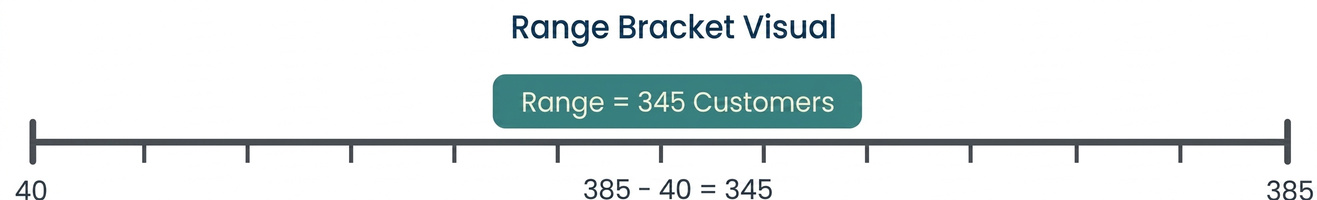 Range Bracket Visual
Range = 345 Customers
40
385 - 40 = 345
385